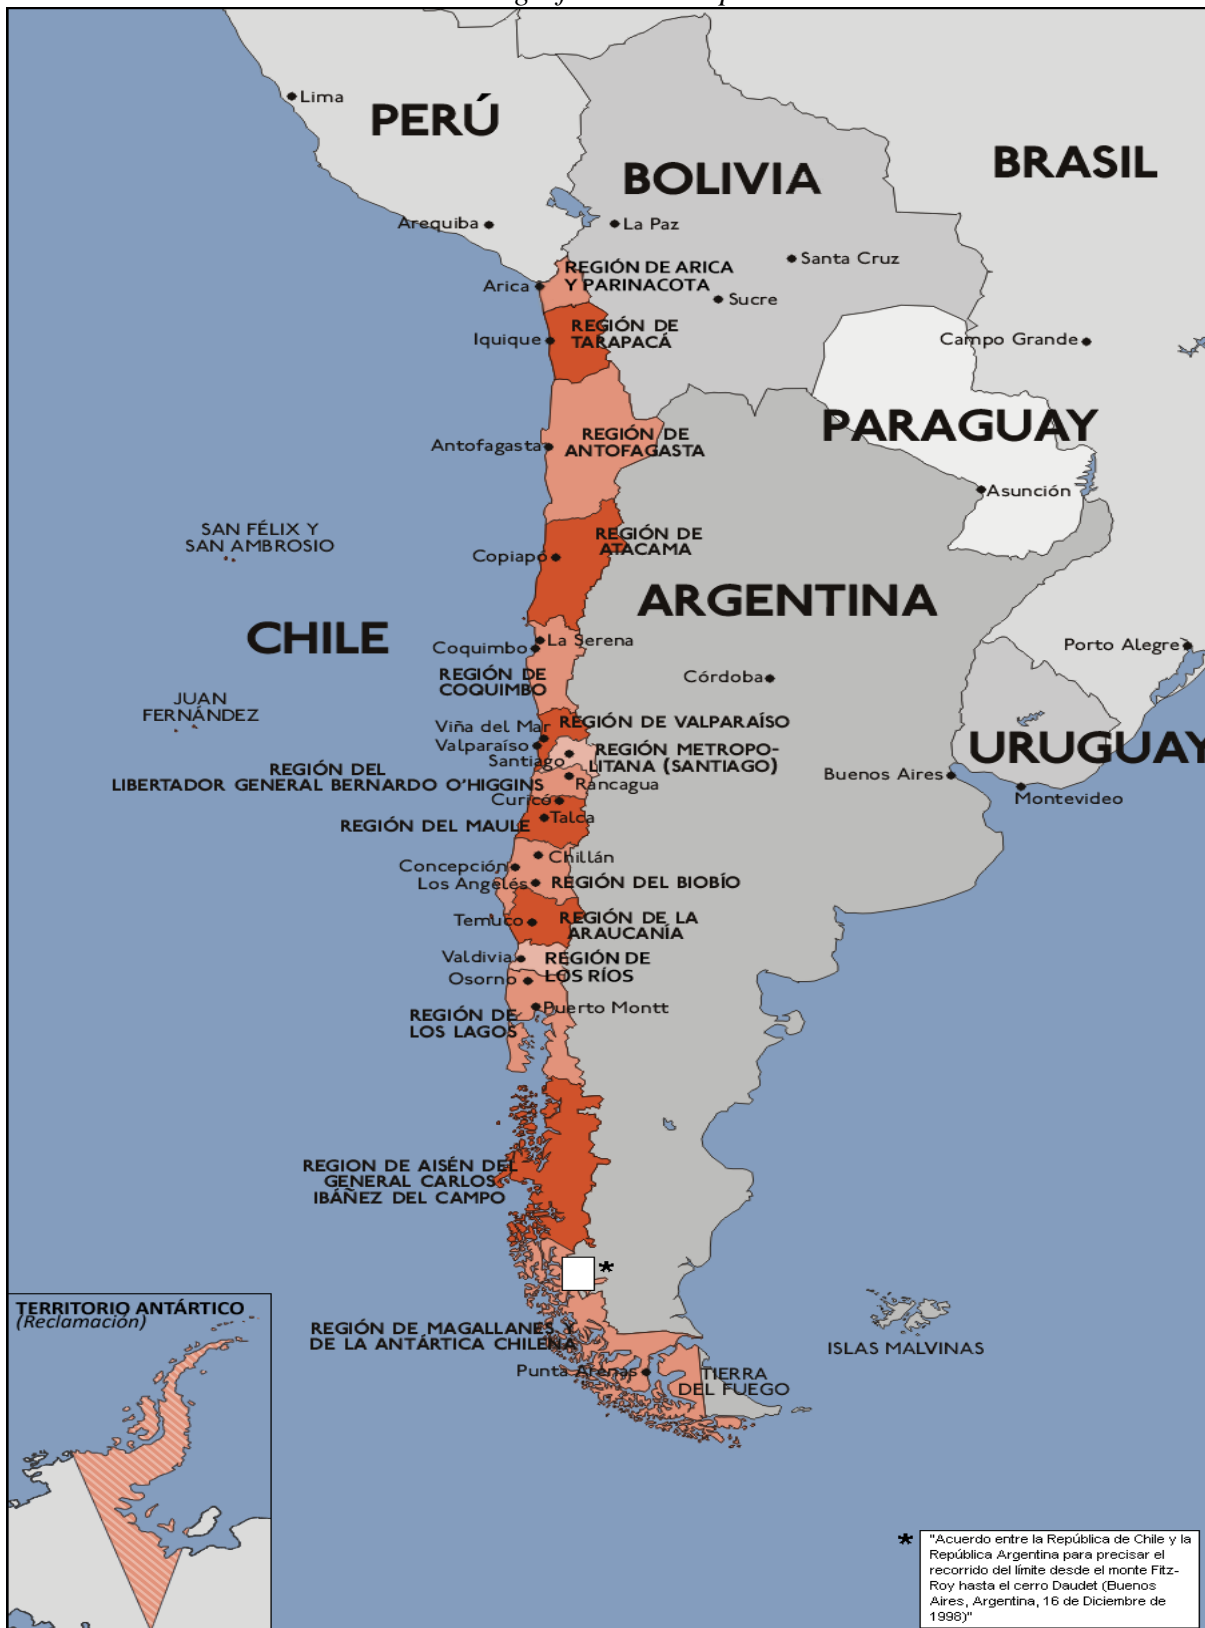 Lima
PERÚ
BOLIVIA
BRASIL
Arequiba
La Paz
Santa Cruz
REGIÓN DE ARICA
Y PARINACOTA
Arica
Sucre
REGIÓN DE
TARAPACÁ
Iquique
Campo Grande
PARAGUAY
REGIÓN DE
ANTOFAGASTA
Antofagasta
Asunción
SAN FÉLIX Y
SAN AMBROSIO
REGIÓN DE
ATACAMA
Copiapó
ARGENTINA
CHILE
La Serena
Coquimbo
Porto Alegre
REGIÓN DE
COQUIMBO
Córdoba
JUAN
FERNÁNDEZ
Viña del Mar
REGIÓN DE VALPARAÍSO
Valparaíso
URUGUAY
Santiago
REGIÓN METROPO-
LITANA (SANTIAGO)
REGIÓN DEL
LIBERTADOR GENERAL BERNARDO O'HIGGINS
Rancagua
Buenos Aires
Montevideo
Curicó
Talca
REGIÓN DEL MAULE
Chillán
Concepción
Los Angelés
REGIÓN DEL BIOBÍO
Temuco
REGIÓN DE LA
ARAUCANÍA
Valdivia
REGIÓN DE
LOS RÍOS
Osorno
Puerto Montt
REGIÓN DE
LOS LAGOS
REGION DE AISÉN DEL
GENERAL CARLOS
IBÁÑEZ DEL CAMPO
*
TERRITORIO ANTÁRTICO
(Reclamación)
REGIÓN DE MAGALLANES Y
DE LA ANTÁRTICA CHILENA
ISLAS MALVINAS
Punta Arenas
TIERRA
DEL FUEGO
* "Acuerdo entre la República de Chile y la
República Argentina para precisar el
recorrido del límite desde el monte Fitz-
Roy hasta el cerro Daudet (Buenos
Aires, Argentina, 16 de Diciembre de
1998)"